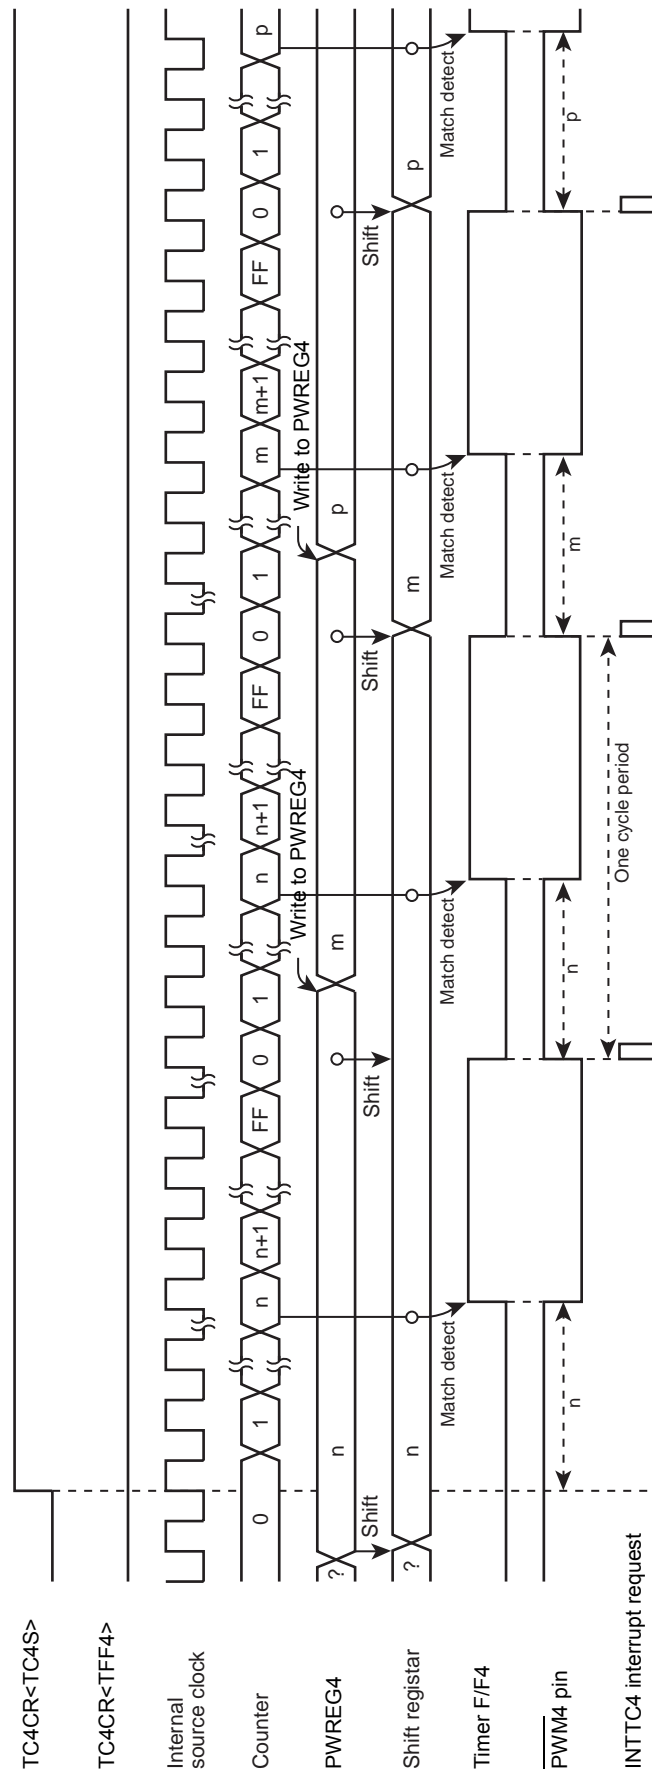 TC4CR<TC4S>
TC4CR<TFF4>
Internal
source clock
Counter
0
1
n
n+1
FF
0
1
n
n+1
FF
0
1
m
m+1
FF
0
1
p
Write to PWREG4
Write to PWREG4
PWREG4
?
n
m
p
Shift
Shift
Shift
Shift
Shift registar
?
n
m
p
Match detect
Match detect
Match detect
Match detect
Timer F/F4
PWM4 pin
n
n
m
p
One cycle period
INTTC4 interrupt request